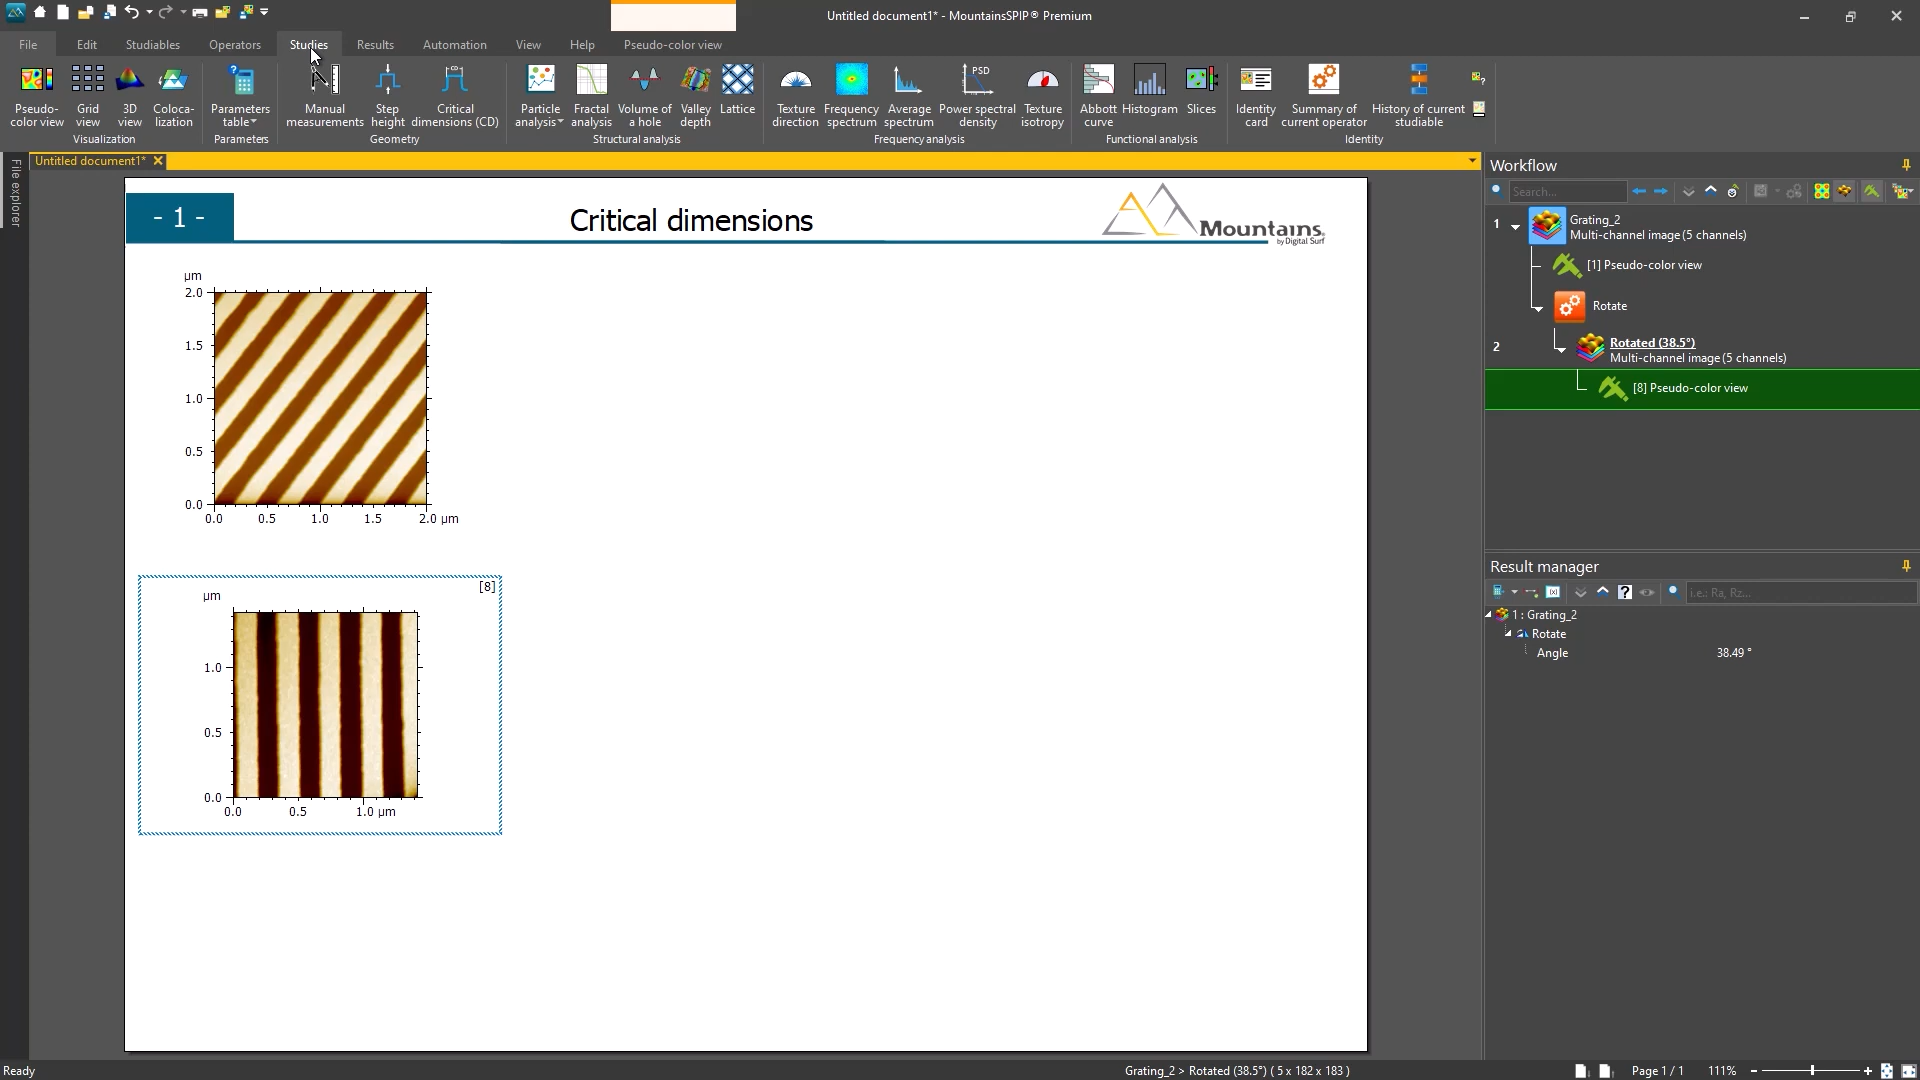 Untitled document1* - MountainsSPIP® Premium
File Edit Studiables Operators Studies Results Automation View Help Pseudo-color view
Pseudo-color view
Grid view
3D view
Coloca-lization
Visualization
Parameters table
Parameters
Manual measurements
Step height
Critical dimensions (CD)
Geometry
Particle analysis
Fractal analysis
Volume of a hole
Valley depth
Lattice
Structural analysis
Texture direction
Frequency spectrum
Average spectrum
PSD
Power spectral density
Texture isotropy
Frequency analysis
Abbott curve
Histogram
Slices
Functional analysis
Identity card
Summary of current operator
History of current studiable
Identity
File explorer
Untitled document1*
- 1 -
Critical dimensions
Mountains®
by Digital Surf
µm
2.0
1.5
1.0
0.5
0.0
0.0 0.5 1.0 1.5 2.0 µm
[8]
µm
1.0
0.5
0.0
0.0 0.5 1.0 µm
Workflow
Search...
1
Grating_2
Multi-channel image (5 channels)
[1] Pseudo-color view
Rotate
2
Rotated (38.5°)
Multi-channel image (5 channels)
[8] Pseudo-color view
Result manager
i.e.: Ra, Rz...
1 : Grating_2
Rotate
Angle 38.49 °
Ready
Grating_2 > Rotated (38.5°) ( 5 x 182 x 183 )
Page 1 / 1
111%